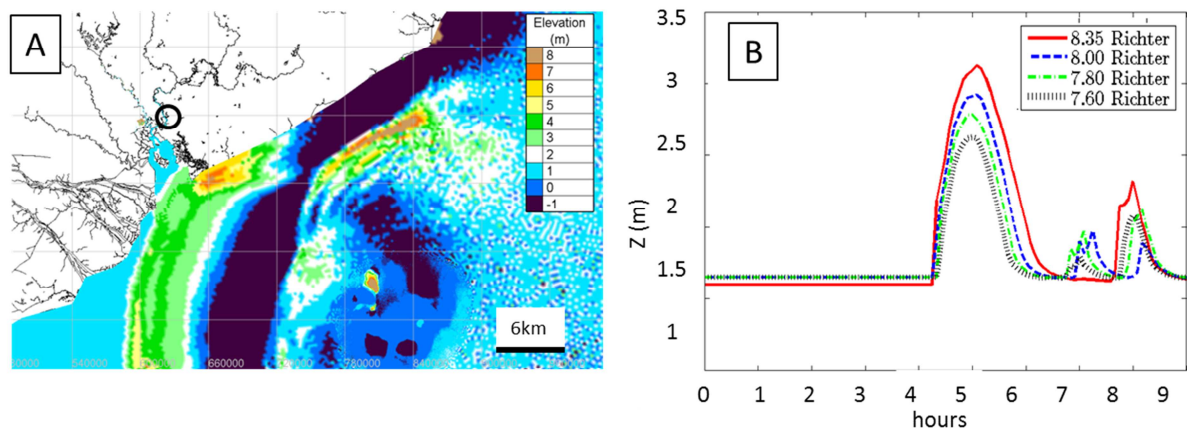 A
Elevation
(m)
8
7
6
5
4
3
2
1
0
-1
6km
540000
660000
780000
B
8.35 Richter
8.00 Richter
7.80 Richter
7.60 Richter
3.5
3
2.5
2
1.5
1
Z (m)
0 1 2 3 4 5 6 7 8 9
hours